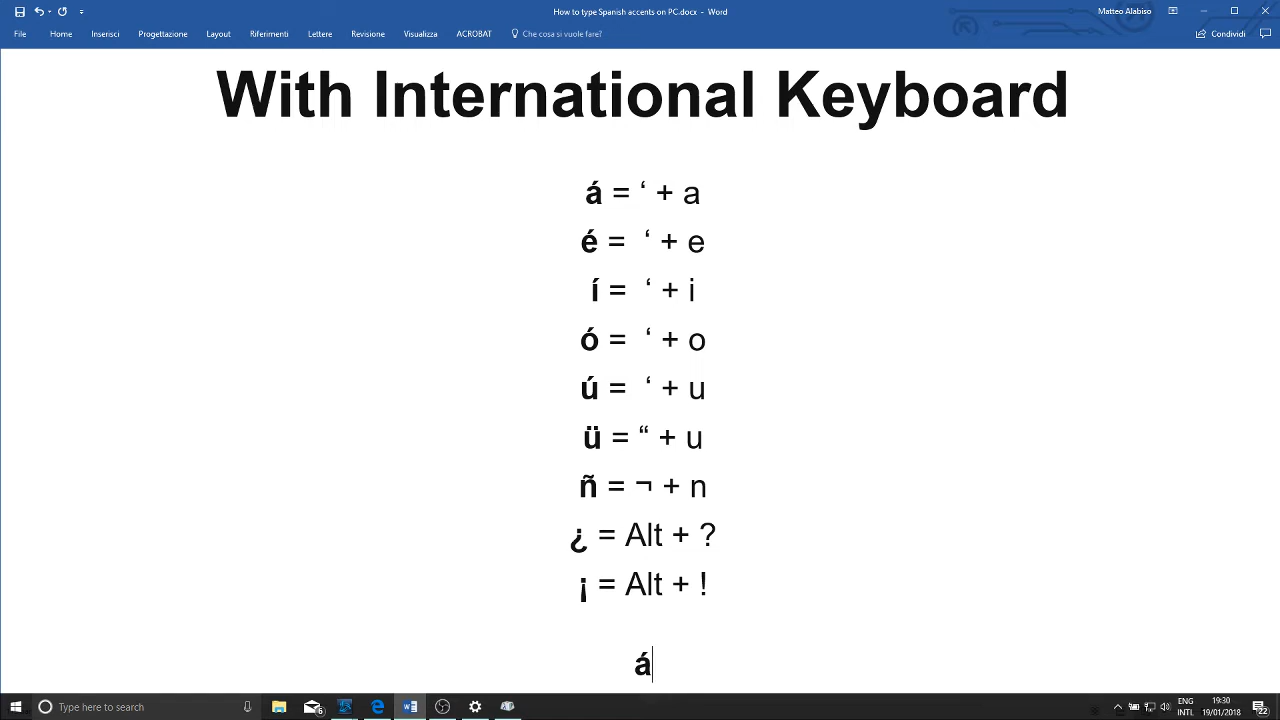 How to type Spanish accents on PC.docx - Word
Matteo Alabiso
File Home Inserisci Progettazione Layout Riferimenti Lettere Revisione Visualizza ACROBAT Che cosa si vuole fare? Condividi
With International Keyboard
á = ‘ + a
é = ‘ + e
í = ‘ + i
ó = ‘ + o
ú = ‘ + u
ü = “ + u
ñ = ¬ + n
¿ = Alt + ?
¡ = Alt + !
á
Type here to search
6
ENG
INTL
19:30
19/01/2018
22